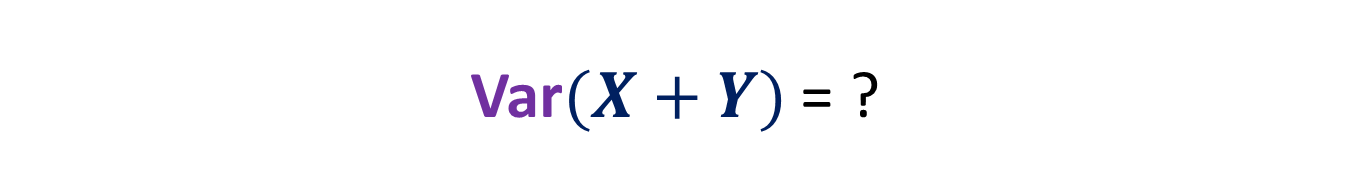 Var(X + Y) = ?